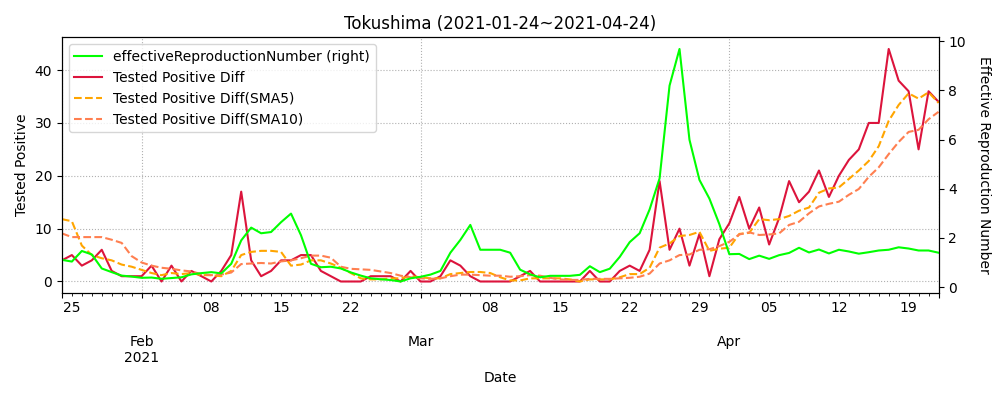 Tokushima (2021-01-24~2021-04-24)
effectiveReproductionNumber (right)
Tested Positive Diff
Tested Positive Diff(SMA5)
Tested Positive Diff(SMA10)
Tested Positive
40
30
20
10
0
Effective Reproduction Number
10
8
6
4
2
0
25 08 15 22 08 15 22 29 05 12 19
Feb Mar Apr
2021
Date